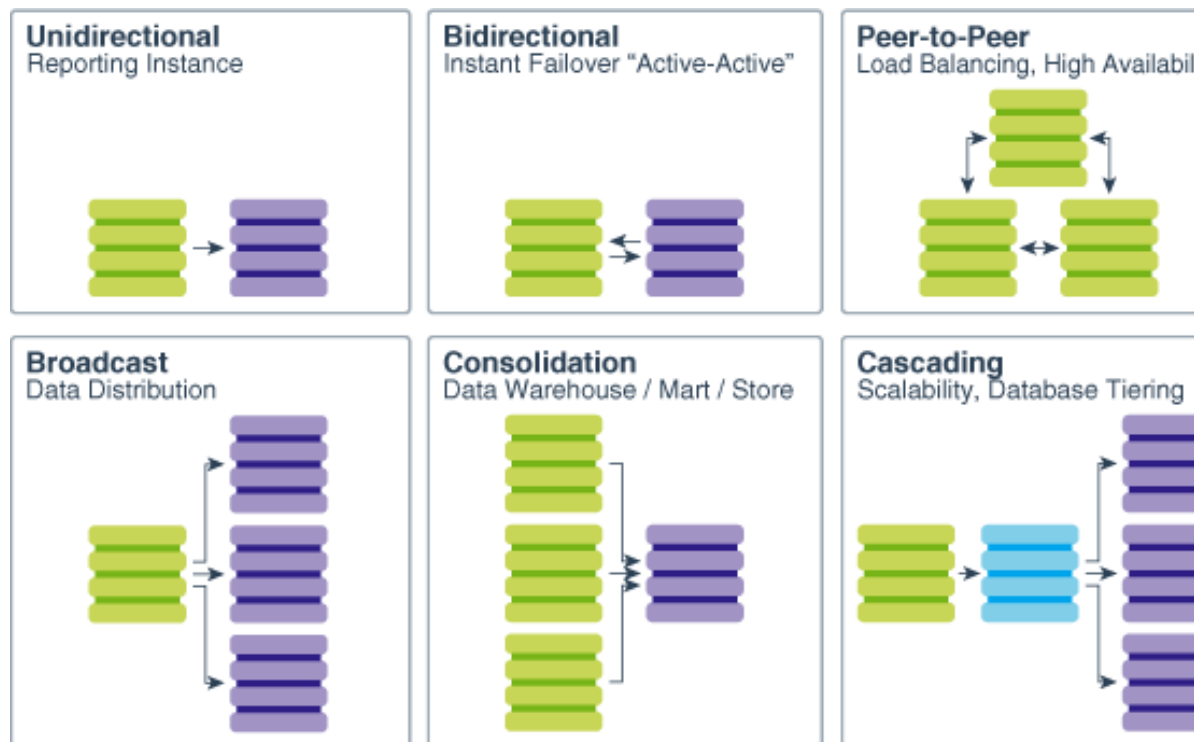 Unidirectional
Reporting Instance
Bidirectional
Instant Failover “Active-Active”
Peer-to-Peer
Load Balancing, High Availabil
Broadcast
Data Distribution
Consolidation
Data Warehouse / Mart / Store
Cascading
Scalability, Database Tiering